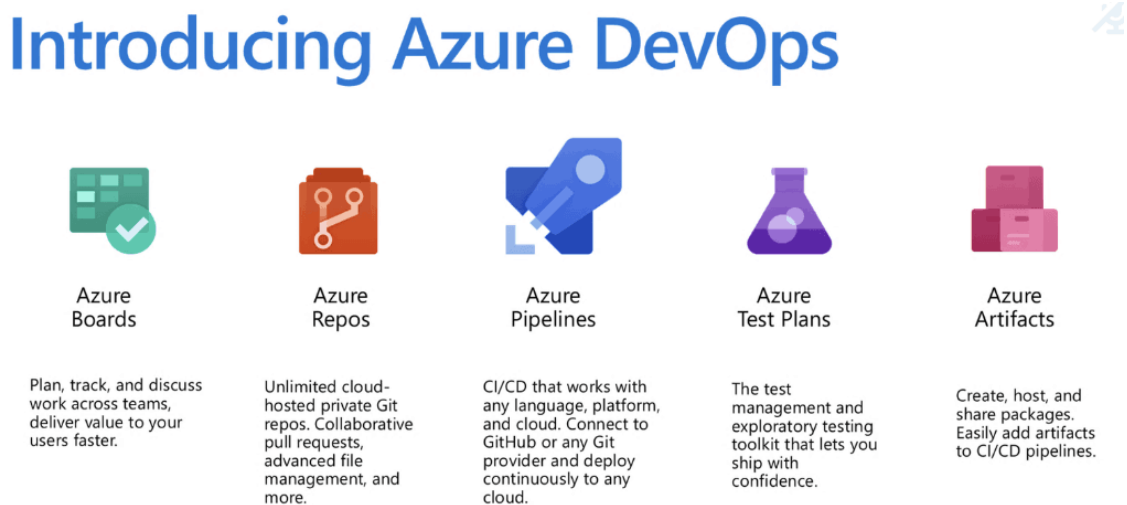 Introducing Azure DevOps
Azure
Boards
Plan, track, and discuss
work across teams,
deliver value to your
users faster.
Azure
Repos
Unlimited cloud-
hosted private Git
repos. Collaborative
pull requests,
advanced file
management, and
more.
Azure
Pipelines
CI/CD that works with
any language, platform,
and cloud. Connect to
GitHub or any Git
provider and deploy
continuously to any
cloud.
Azure
Test Plans
The test
management and
exploratory testing
toolkit that lets you
ship with
confidence.
Azure
Artifacts
Create, host, and
share packages.
Easily add artifacts
to CI/CD pipelines.